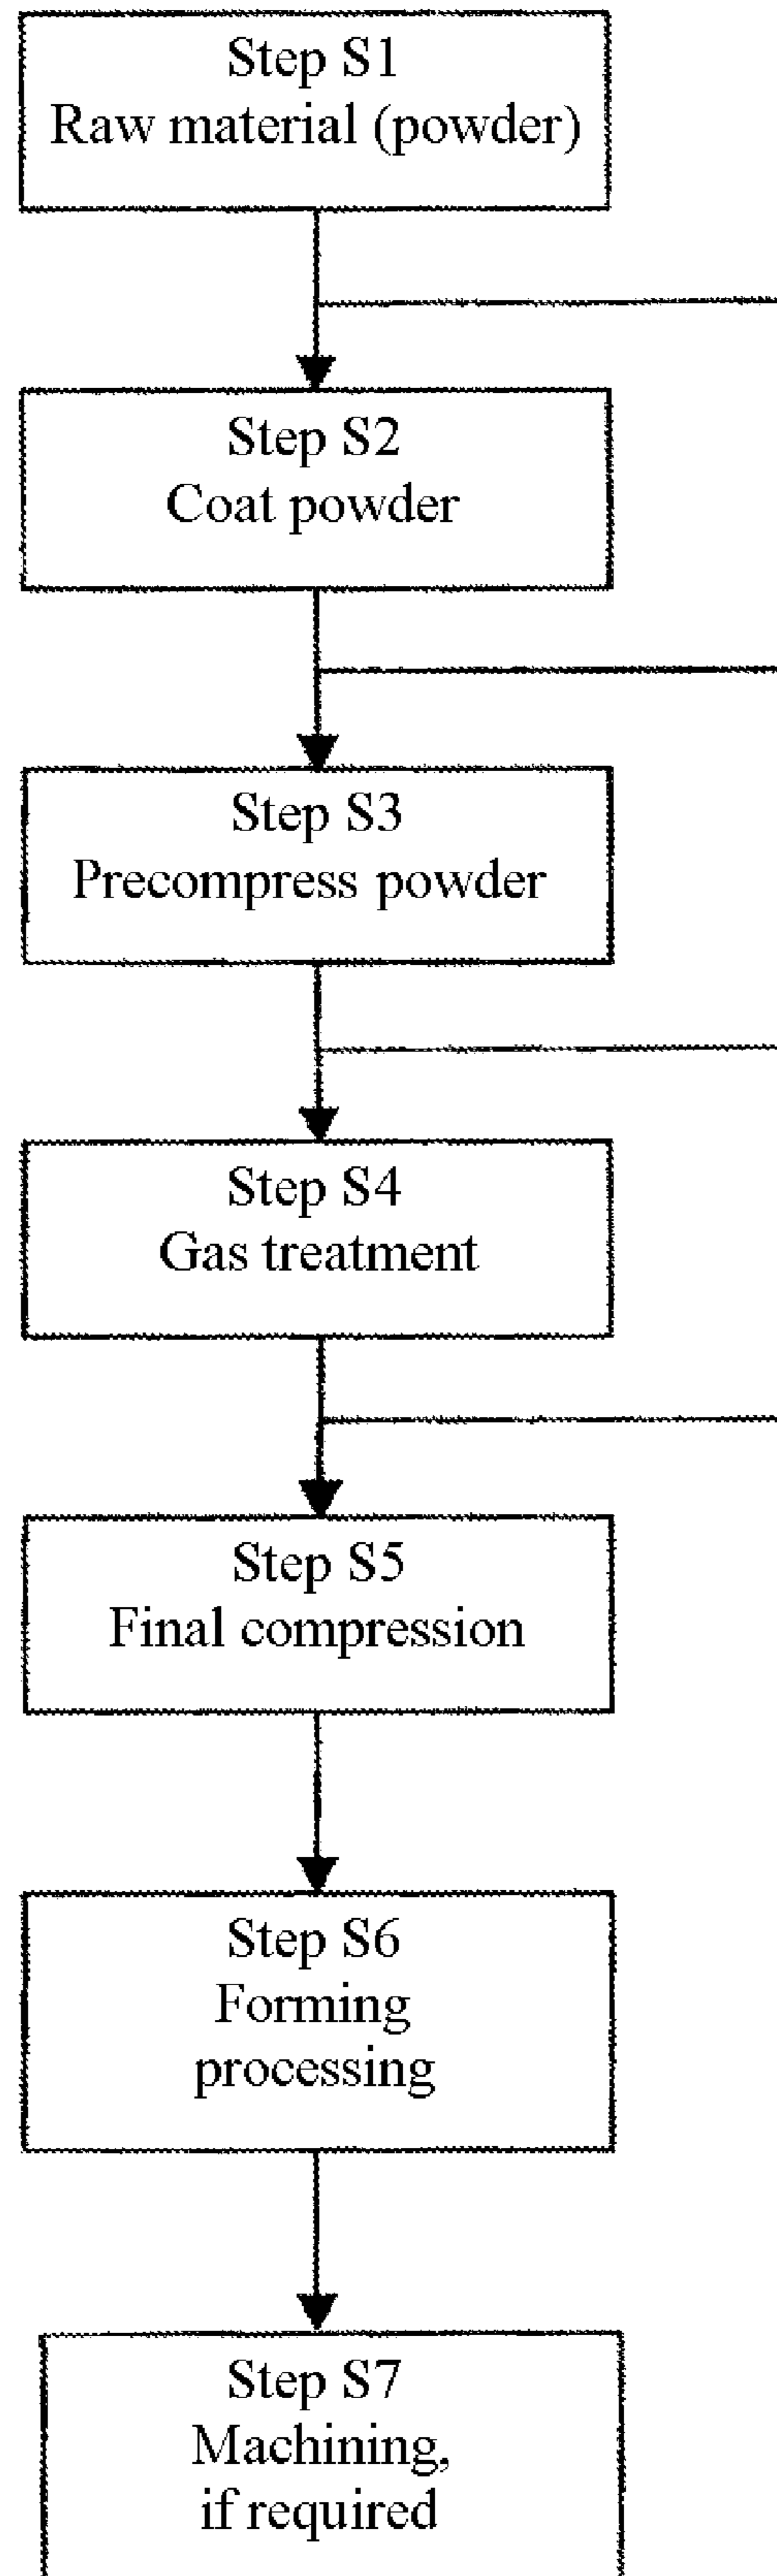 Step S1
Raw material (powder)
Step S2
Coat powder
Step S3
Precompress powder
Step S4
Gas treatment
Step S5
Final compression
Step S6
Forming
processing
Step S7
Machining,
if required